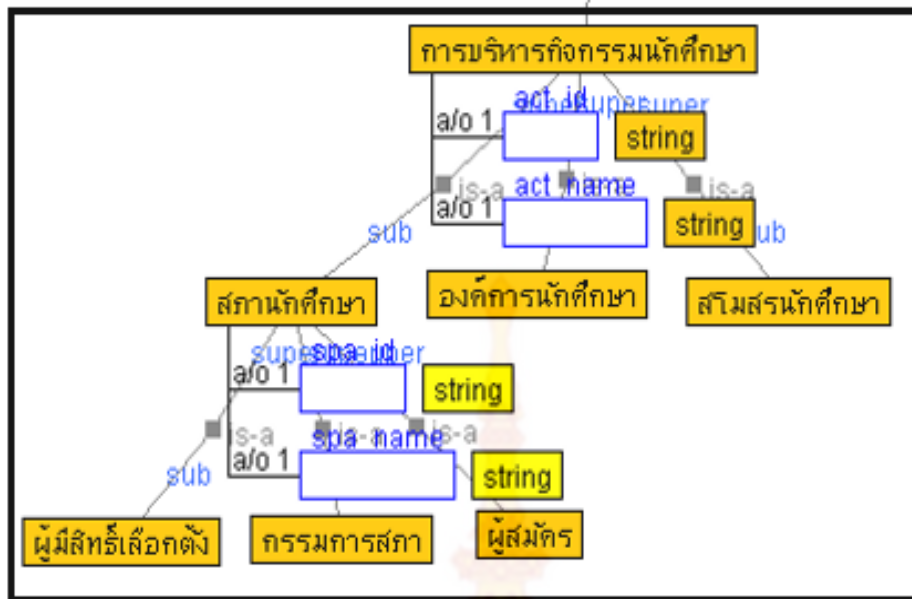 การบริหารกิจกรรมนักศึกษา
act_id
super super super
a/o 1
string
is-a
is-a
act_name
a/o 1
string
sub
สภานักศึกษา
องค์การนักศึกษา
สโมสรนักศึกษา
super
spa_id
a/o 1
string
is-a
is-a
is-a
spa_name
a/o 1
string
sub
ผู้มีสิทธิ์เลือกตั้ง
กรรมการสภา
ผู้สมัคร